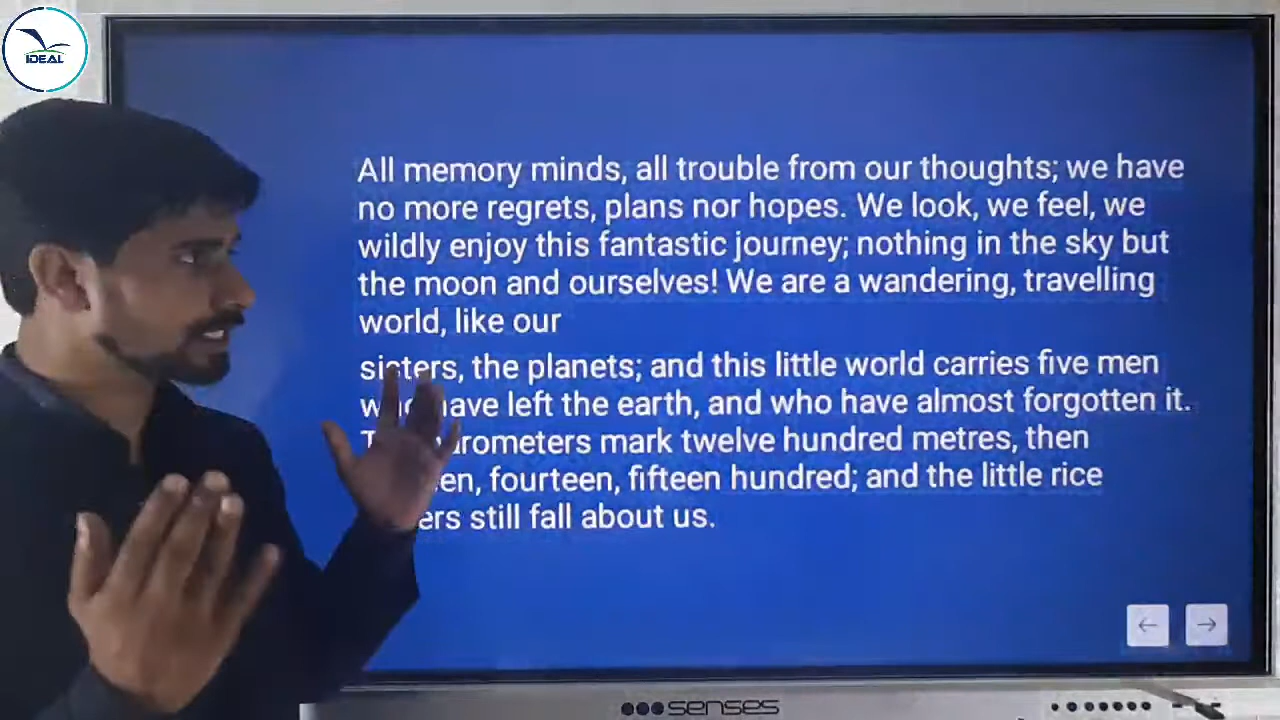 IDEAL
All memory minds, all trouble from our thoughts; we have
no more regrets, plans nor hopes. We look, we feel, we
wildly enjoy this fantastic journey; nothing in the sky but
the moon and ourselves! We are a wandering, travelling
world, like our
sisters, the planets; and this little world carries five men
who have left the earth, and who have almost forgotten it.
mark twelve hundred metres, then
fourteen, fifteen hundred; and the little rice
still fall about us.
senses